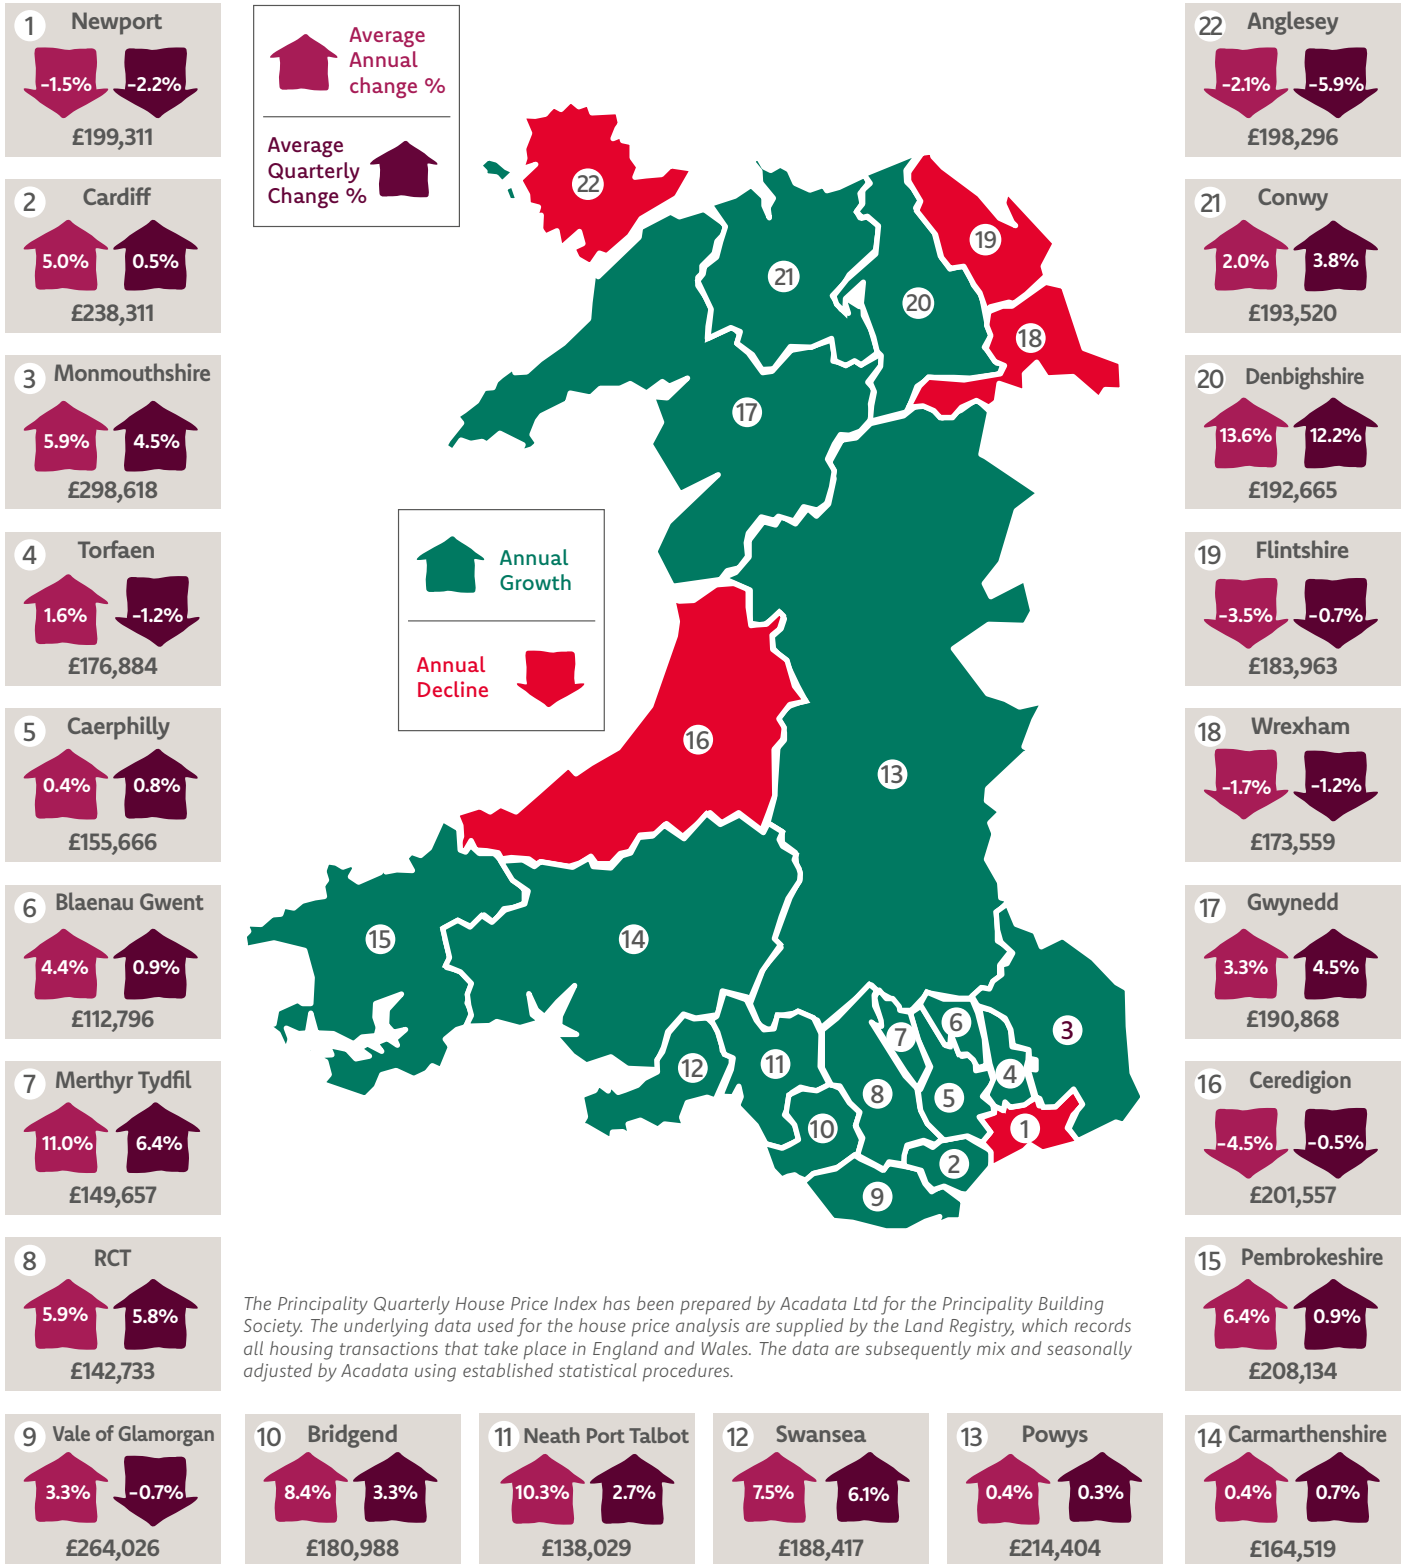 1 Newport
-1.5% -2.2%
£199,311
2 Cardiff
5.0% 0.5%
£238,311
3 Monmouthshire
5.9% 4.5%
£298,618
4 Torfaen
1.6% -1.2%
£176,884
5 Caerphilly
0.4% 0.8%
£155,666
6 Blaenau Gwent
4.4% 0.9%
£112,796
7 Merthyr Tydfil
11.0% 6.4%
£149,657
8 RCT
5.9% 5.8%
£142,733
9 Vale of Glamorgan
3.3% -0.7%
£264,026
10 Bridgend
8.4% 3.3%
£180,988
11 Neath Port Talbot
10.3% 2.7%
£138,029
12 Swansea
7.5% 6.1%
£188,417
13 Powys
0.4% 0.3%
£214,404
14 Carmarthenshire
0.4% 0.7%
£164,519
15 Pembrokeshire
6.4% 0.9%
£208,134
16 Ceredigion
-4.5% -0.5%
£201,557
17 Gwynedd
3.3% 4.5%
£190,868
18 Wrexham
-1.7% -1.2%
£173,559
19 Flintshire
-3.5% -0.7%
£183,963
20 Denbighshire
13.6% 12.2%
£192,665
21 Conwy
2.0% 3.8%
£193,520
22 Anglesey
-2.1% -5.9%
£198,296
Average
Annual
change %
Average
Quarterly
Change %
Annual
Growth
Annual
Decline
22
19
21
20
18
17
16
13
15
14
3
6
7
12
11
4
8
5
10
1
2
9
The Principality Quarterly House Price Index has been prepared by Acadata Ltd for the Principality Building
Society. The underlying data used for the house price analysis are supplied by the Land Registry, which records
all housing transactions that take place in England and Wales. The data are subsequently mix and seasonally
adjusted by Acadata using established statistical procedures.